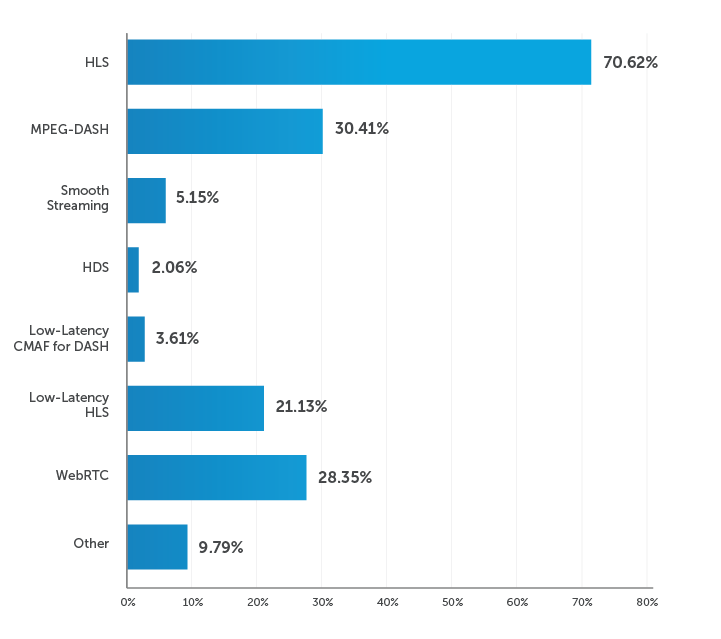 HLS
70.62%
MPEG-DASH
30.41%
Smooth
Streaming
5.15%
HDS
2.06%
Low-Latency
CMAF for DASH
3.61%
Low-Latency
HLS
21.13%
WebRTC
28.35%
Other
9.79%
0% 10% 20% 30% 40% 50% 60% 70% 80%